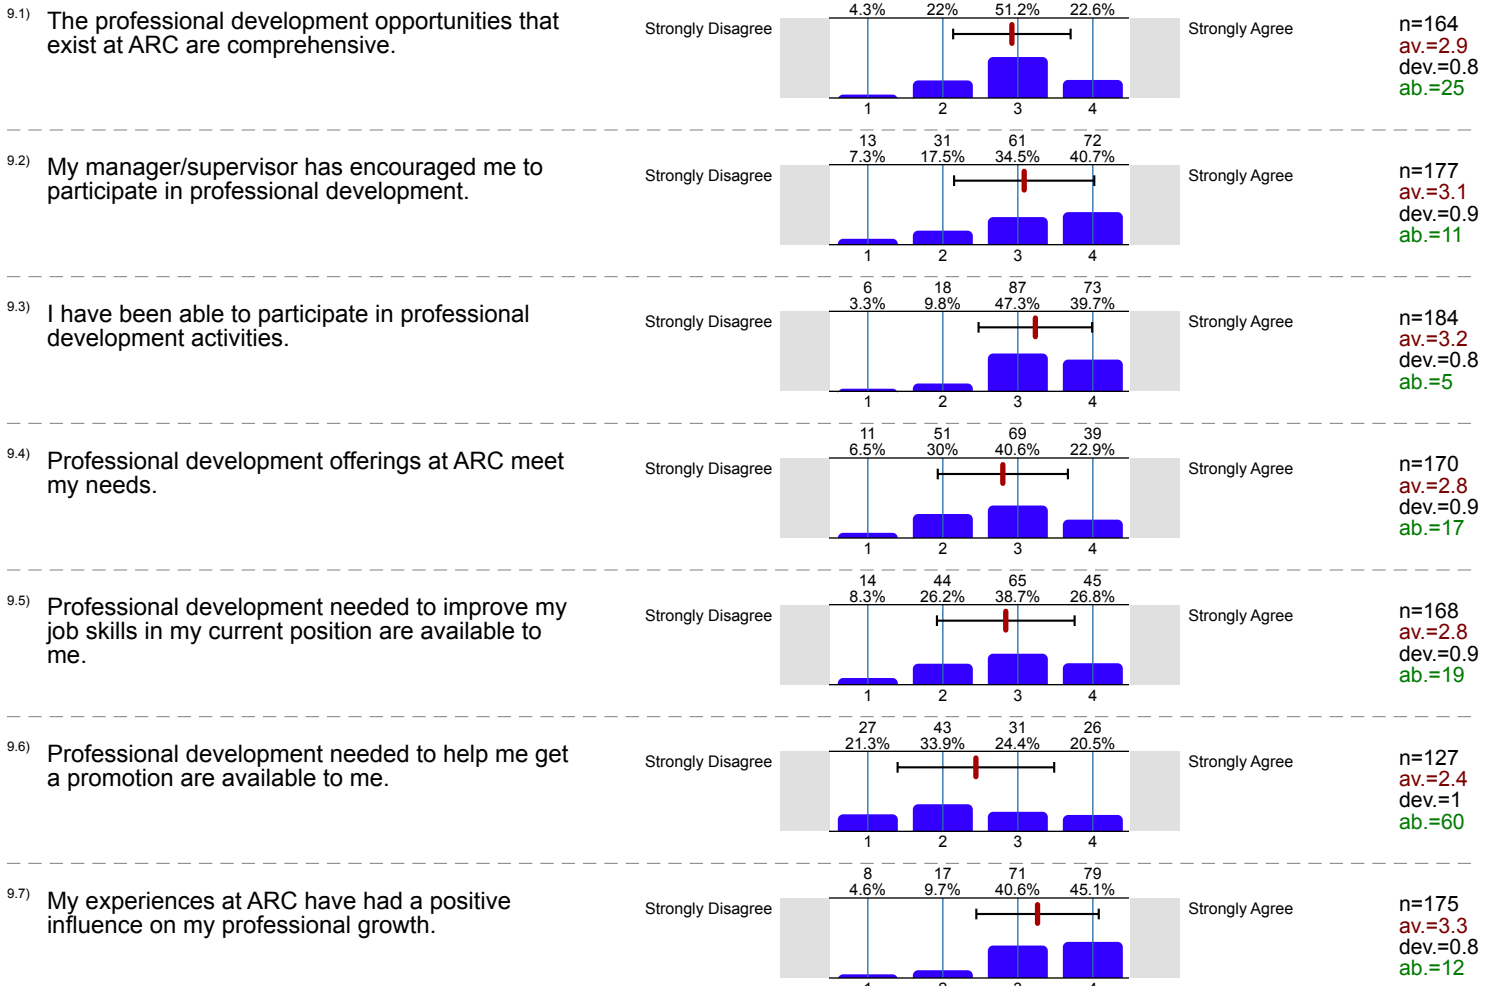 4.3% 22% 51.2% 22.6%
9.1) The professional development opportunities that
exist at ARC are comprehensive.
Strongly Disagree
Strongly Agree
n=164
av.=2.9
dev.=0.8
ab.=25
1 2 3 4
13 31 61 72
7.3% 17.5% 34.5% 40.7%
9.2) My manager/supervisor has encouraged me to
participate in professional development.
Strongly Disagree
Strongly Agree
n=177
av.=3.1
dev.=0.9
ab.=11
1 2 3 4
6 18 87 73
3.3% 9.8% 47.3% 39.7%
9.3) I have been able to participate in professional
development activities.
Strongly Disagree
Strongly Agree
n=184
av.=3.2
dev.=0.8
ab.=5
1 2 3 4
11 51 69 39
6.5% 30% 40.6% 22.9%
9.4) Professional development offerings at ARC meet
my needs.
Strongly Disagree
Strongly Agree
n=170
av.=2.8
dev.=0.9
ab.=17
1 2 3 4
14 44 65 45
8.3% 26.2% 38.7% 26.8%
9.5) Professional development needed to improve my
job skills in my current position are available to
me.
Strongly Disagree
Strongly Agree
n=168
av.=2.8
dev.=0.9
ab.=19
1 2 3 4
27 43 31 26
21.3% 33.9% 24.4% 20.5%
9.6) Professional development needed to help me get
a promotion are available to me.
Strongly Disagree
Strongly Agree
n=127
av.=2.4
dev.=1
ab.=60
1 2 3 4
8 17 71 79
4.6% 9.7% 40.6% 45.1%
9.7) My experiences at ARC have had a positive
influence on my professional growth.
Strongly Disagree
Strongly Agree
n=175
av.=3.3
dev.=0.8
ab.=12